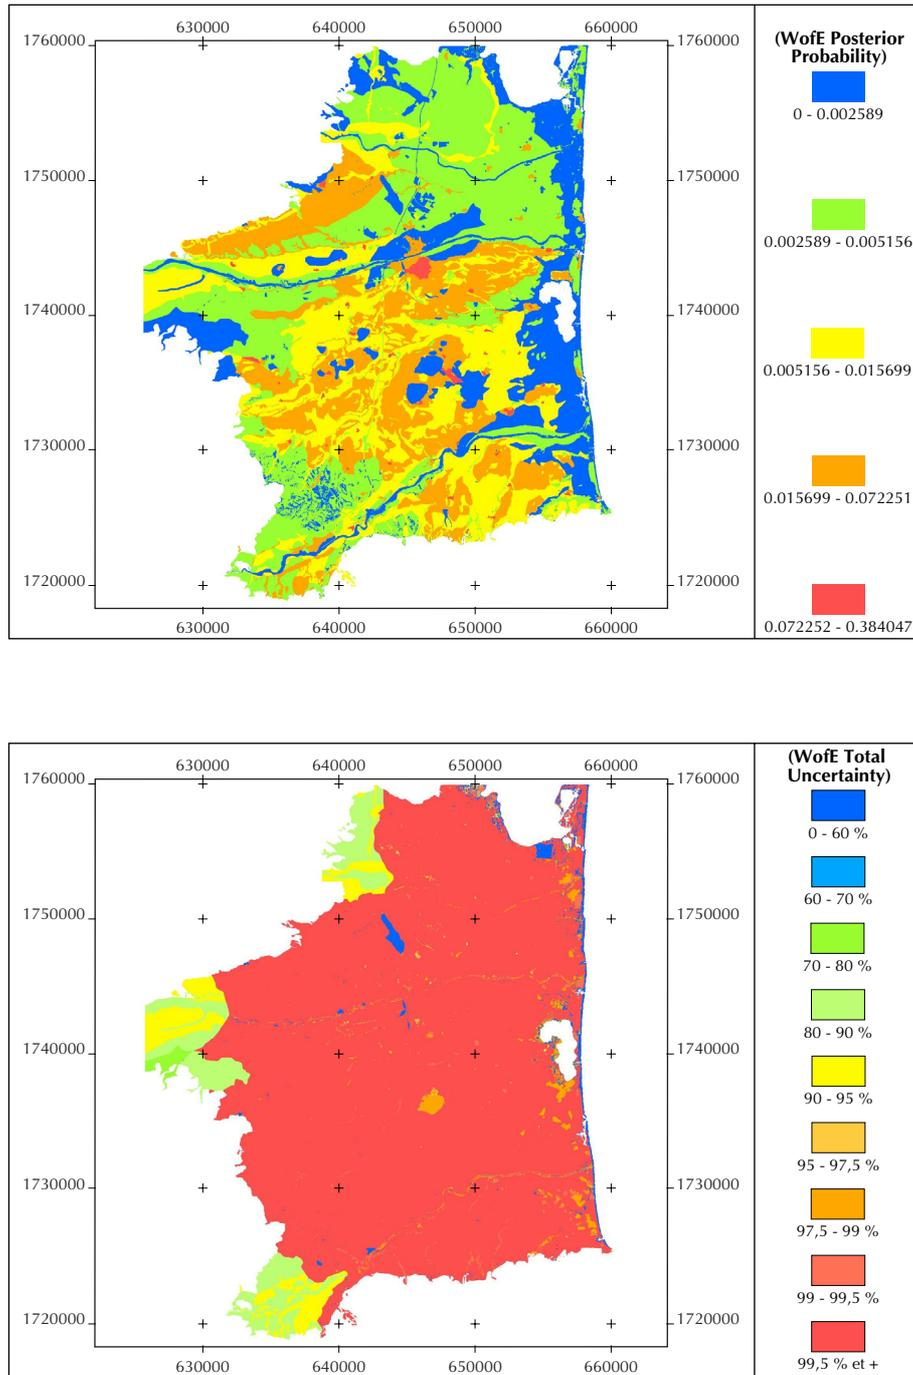 630000 640000 650000 660000
1760000 1760000
1750000 1750000
1740000 1740000
1730000 1730000
1720000 1720000
630000 640000 650000 660000
(WofE Posterior
Probability)
0 - 0.002589
0.002589 - 0.005156
0.005156 - 0.015699
0.015699 - 0.072251
0.072252 - 0.384047
630000 640000 650000 660000
1760000 1760000
1750000 1750000
1740000 1740000
1730000 1730000
1720000 1720000
630000 640000 650000 660000
(WofE Total
Uncertainty)
0 - 60 %
60 - 70 %
70 - 80 %
80 - 90 %
90 - 95 %
95 - 97,5 %
97,5 - 99 %
99 - 99,5 %
99,5 % et +